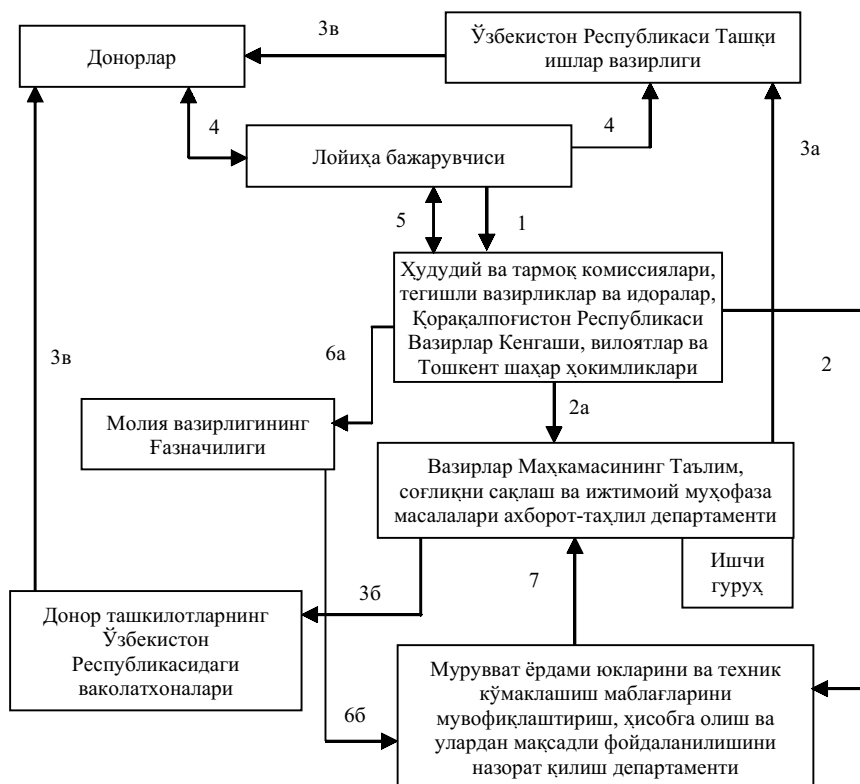 3в
Донорлар
Ўзбекистон Республикаси Ташқи
ишлар вазирлиги
4
4
Лойиҳа бажарувчиси
3а
5
1
Ҳудудий ва тармоқ комиссиялари,
тегишли вазирликлар ва идоралар,
Қорақалпоғистон Республикаси
Вазирлар Кенгаши, вилоятлар ва
Тошкент шаҳар ҳокимликлари
3в
6а
2
2а
Молия вазирлигининг
Ғазначилиги
Вазирлар Маҳкамасининг Таълим,
соғлиқни сақлаш ва ижтимоий муҳофаза
масалалари ахборот-таҳлил департаменти
Ишчи
гуруҳ
7
3б
Донор ташкилотларнинг
Ўзбекистон
Республикасидаги
ваколатхоналари
6б
Мурувват ёрдами юкларини ва техник
кўмаклашиш маблағларини
мувофиқлаштириш, ҳисобга олиш ва
улардан мақсадли фойдаланилишини
назорат қилиш департаменти